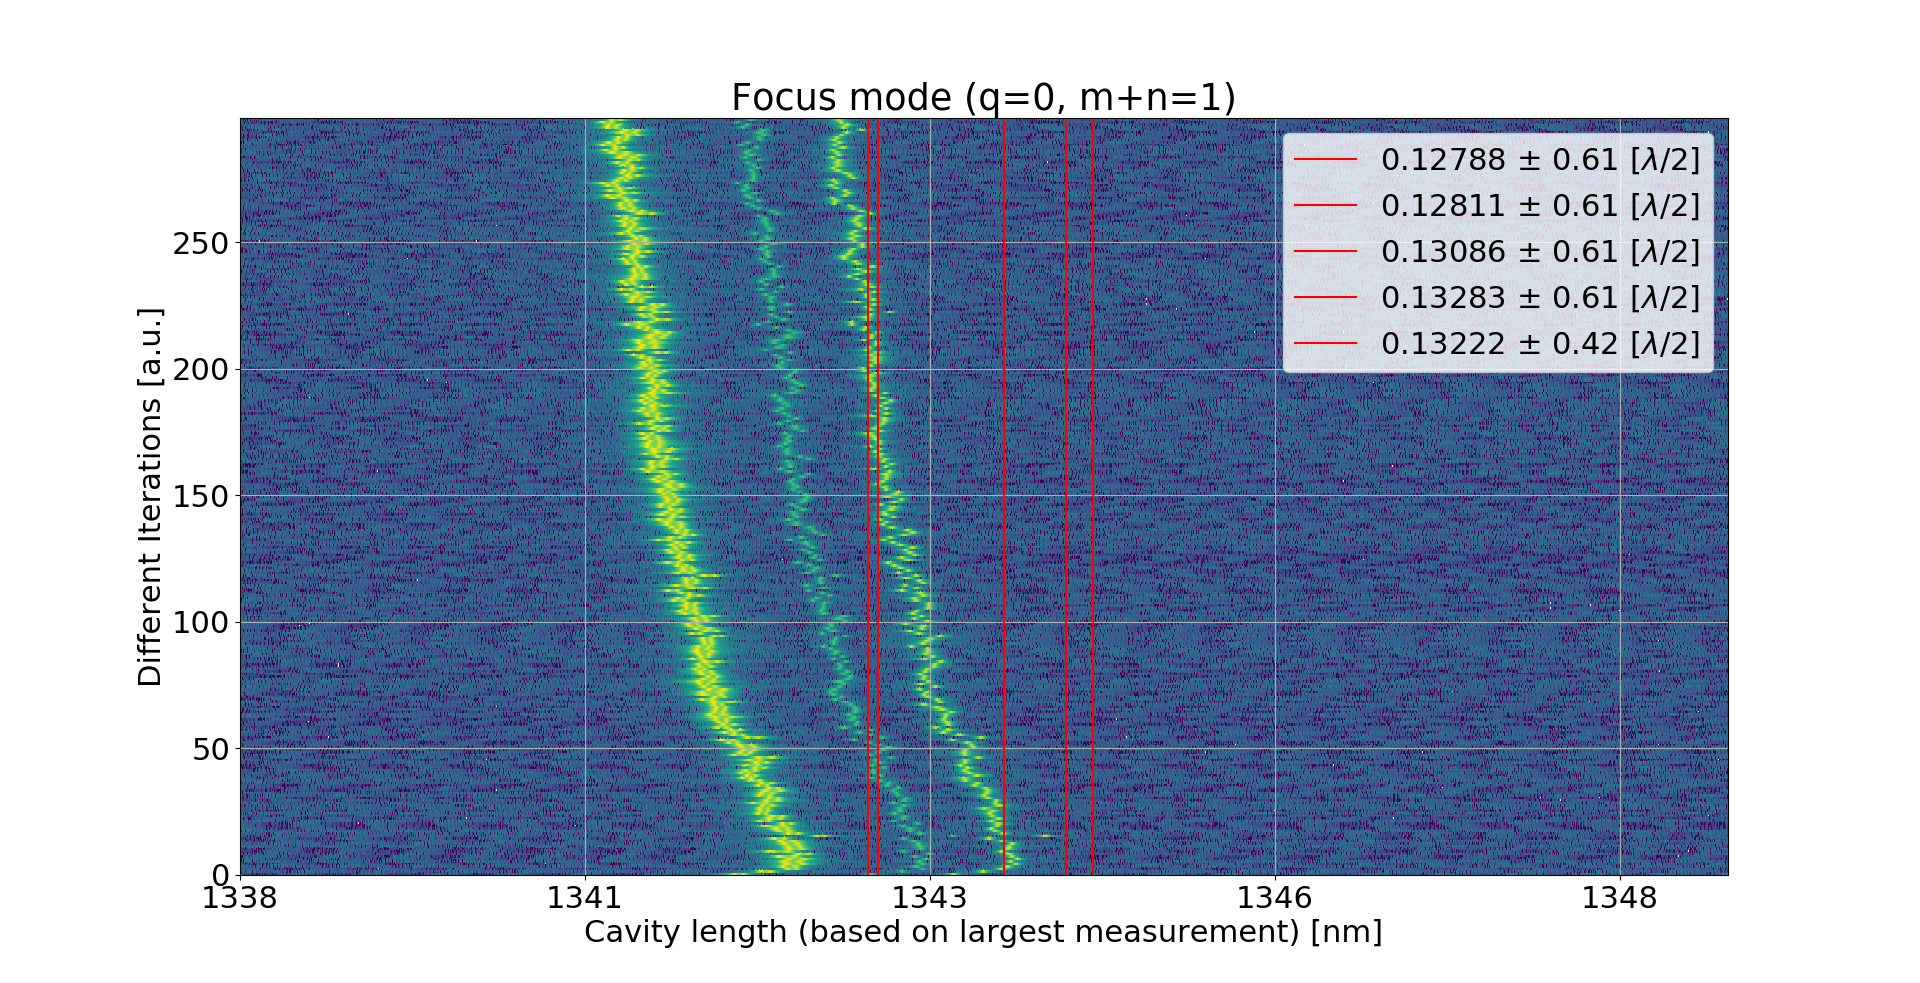 Focus mode (q=0, m+n=1)
0.12788 ± 0.61 [λ/2]
0.12811 ± 0.61 [λ/2]
0.13086 ± 0.61 [λ/2]
0.13283 ± 0.61 [λ/2]
0.13222 ± 0.42 [λ/2]
Different Iterations [a.u.]
250
200
150
100
50
0
1338 1341 1343 1346 1348
Cavity length (based on largest measurement) [nm]